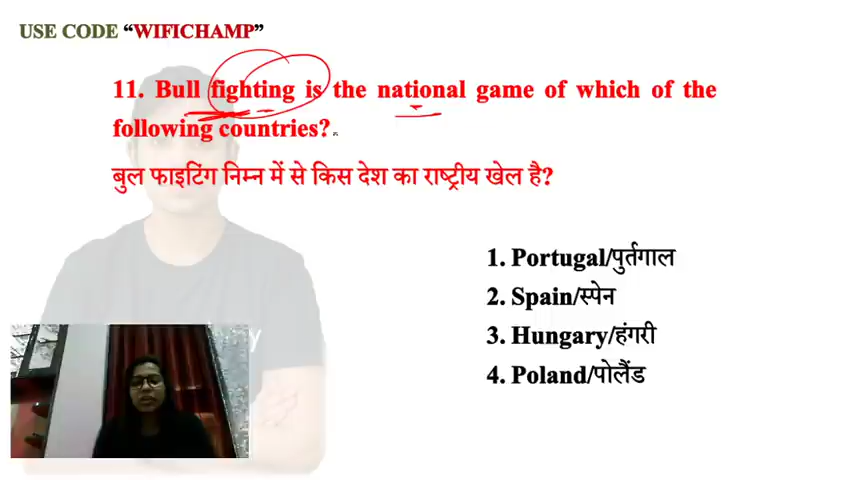 USE CODE “WIFICHAMP”
11. Bull fighting is the national game of which of the
following countries?
बुल फाइटिंग निम्न में से किस देश का राष्ट्रीय खेल है?
1. Portugal/पुर्तगाल
2. Spain/स्पेन
3. Hungary/हंगरी
4. Poland/पोलैंड